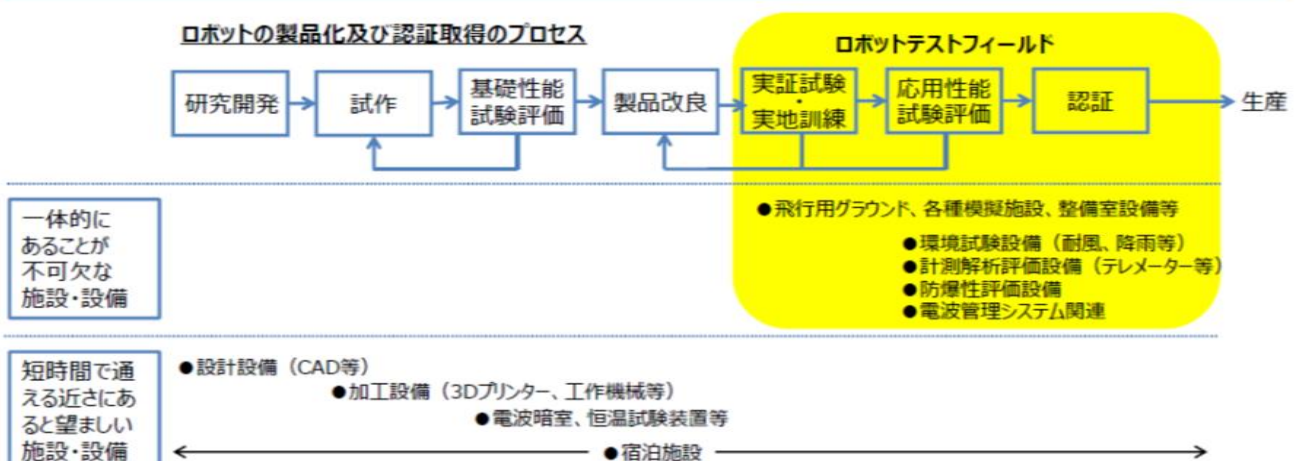 ロボットの製品化及び認証取得のプロセス
ロボットテストフィールド
研究開発
試作
基礎性能
試験評価
製品改良
実証試験
・
実地訓練
応用性能
試験評価
認証
生産
一体的に
あることが
不可欠な
施設・設備
●飛行用グラウンド、各種模擬施設、整備室設備等
●環境試験設備（耐風、降雨等）
●計測解析評価設備（テレメーター等）
●防爆性評価設備
●電波管理システム関連
短時間で通
える近さにあ
ると望ましい
施設・設備
●設計設備（CAD等）
●加工設備（3Dプリンター、工作機械等）
●電波暗室、恒温試験装置等
●宿泊施設